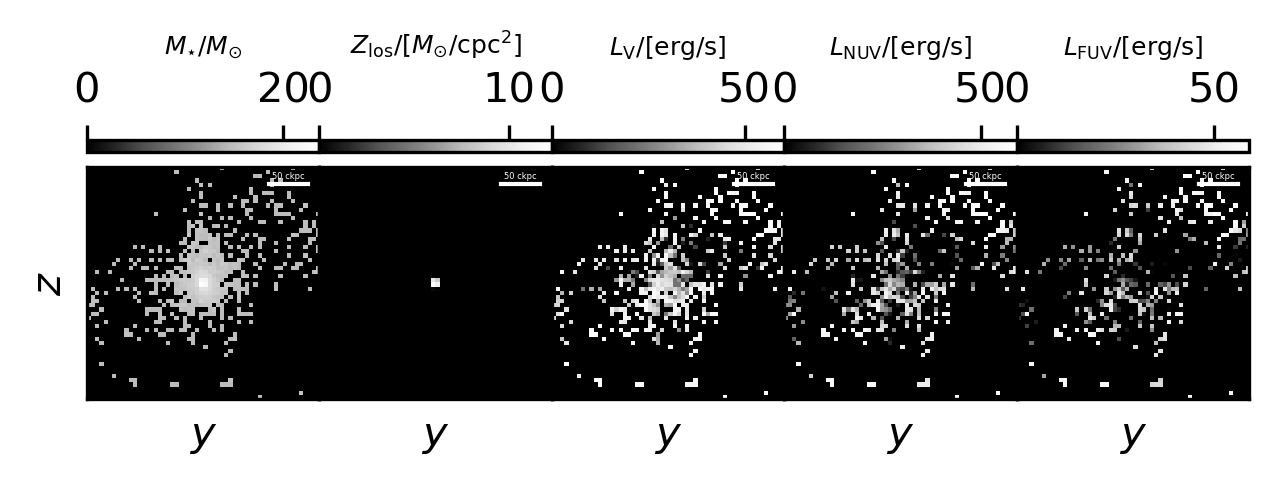 M⋆/M⊙ Zlos/[M⊙/cpc²] LV/[erg/s] LNUV/[erg/s] LFUV/[erg/s]
0 200 0 100 0 500 0 500 0 50
50 ckpc 50 ckpc 50 ckpc 50 ckpc 50 ckpc
z
y y y y y